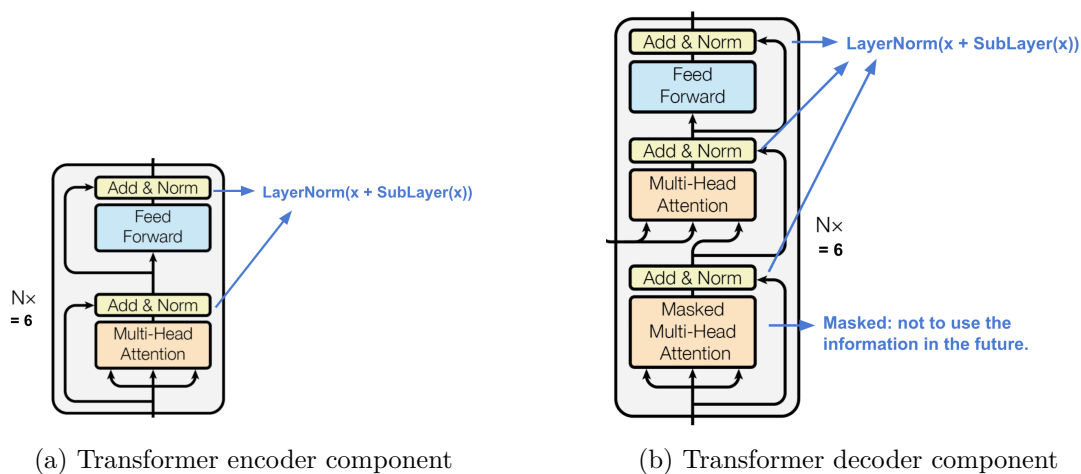 Add & Norm
LayerNorm(x + SubLayer(x))
Feed
Forward
Add & Norm
Multi-Head
Attention
N×
= 6
(a) Transformer encoder component
Add & Norm
LayerNorm(x + SubLayer(x))
Feed
Forward
Add & Norm
Multi-Head
Attention
N×
= 6
Add & Norm
Masked
Multi-Head
Attention
Masked: not to use the
information in the future.
(b) Transformer decoder component